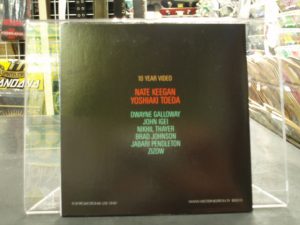 10 YEAR VIDEO
NATE KEEGAN
YOSHIAKI TOEDA
DWAYNE GALLOWAY
JOHN IGEI
NIKHIL THAYER
BRAD JOHNSON
JABARI PENDLETON
ZIZOW